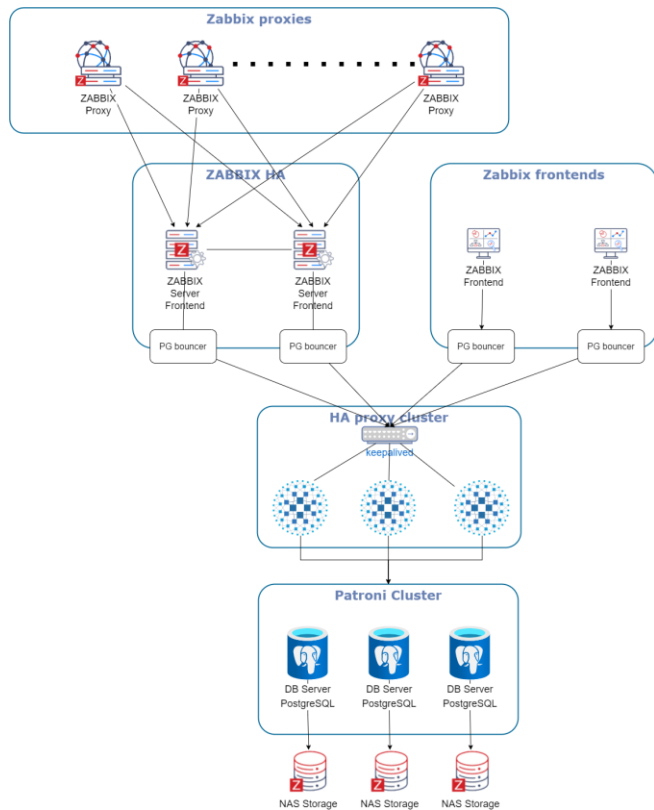 Zabbix proxies
ZABBIX
Proxy
ZABBIX
Proxy
ZABBIX
Proxy
ZABBIX HA
Zabbix frontends
ZABBIX
Server
Frontend
ZABBIX
Server
Frontend
ZABBIX
Frontend
ZABBIX
Frontend
PG bouncer
PG bouncer
PG bouncer
PG bouncer
HA proxy cluster
keepalived
Patroni Cluster
DB Server
PostgreSQL
DB Server
PostgreSQL
DB Server
PostgreSQL
Z
NAS Storage
Z
NAS Storage
Z
NAS Storage